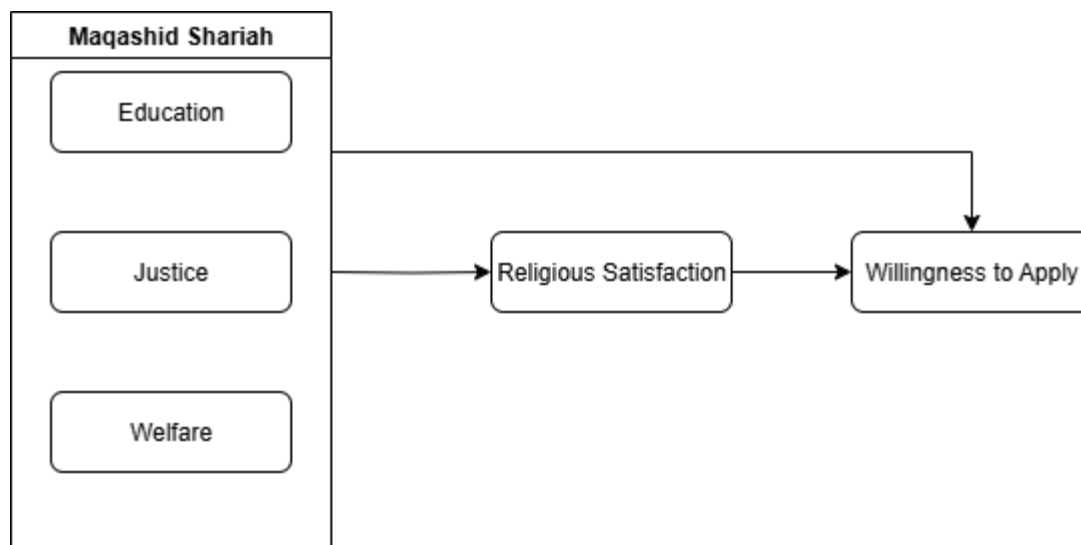 Maqashid Shariah
Education
Justice
Religious Satisfaction
Willingness to Apply
Welfare